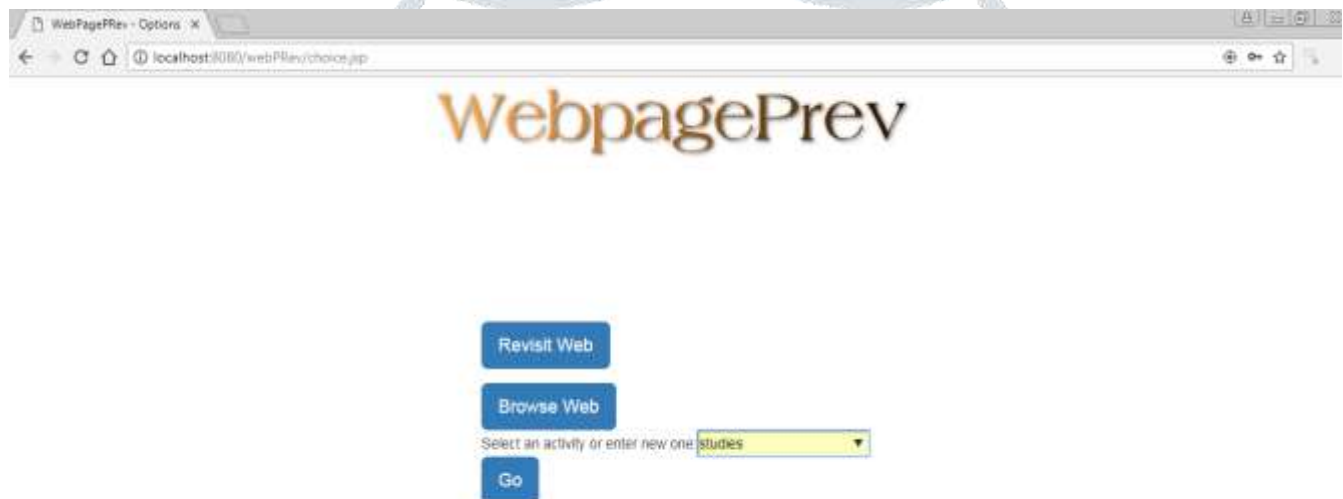 WebPagePRev - Options
localhost:8080/webPRev/choice.jsp
WebpagePrev
Revisit Web
Browse Web
Select an activity or enter new one: studies
Go